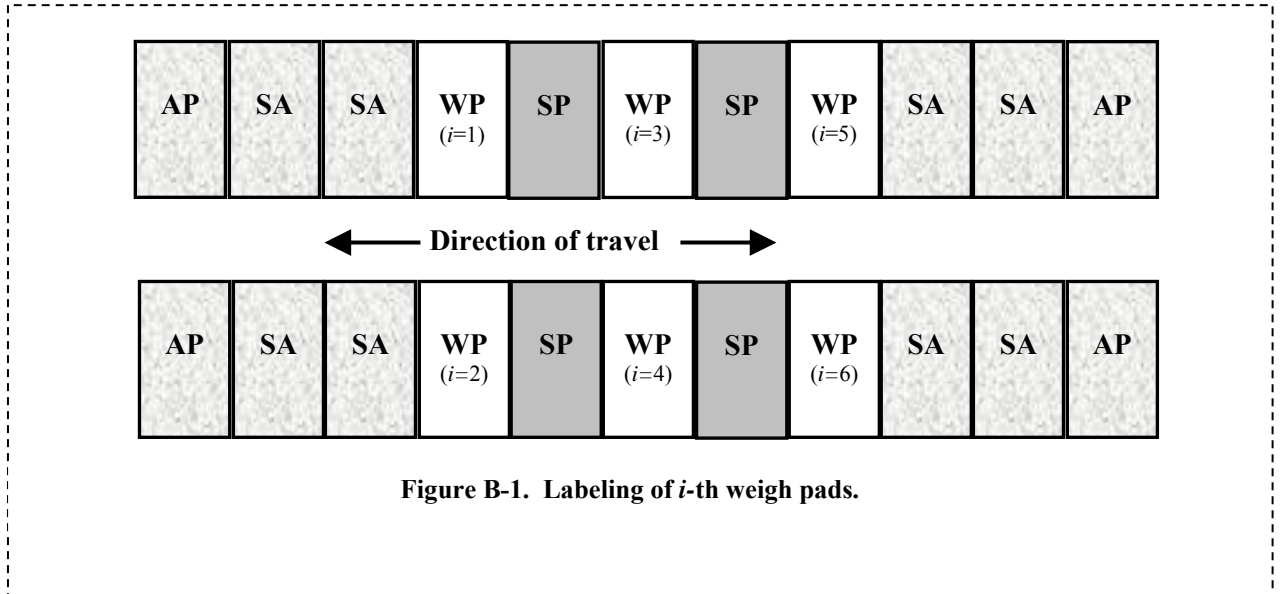 AP SA SA WP SP WP SP WP SA SA AP
(i=1) (i=3) (i=5)
Direction of travel
AP SA SA WP SP WP SP WP SA SA AP
(i=2) (i=4) (i=6)
Figure B-1. Labeling of i-th weigh pads.